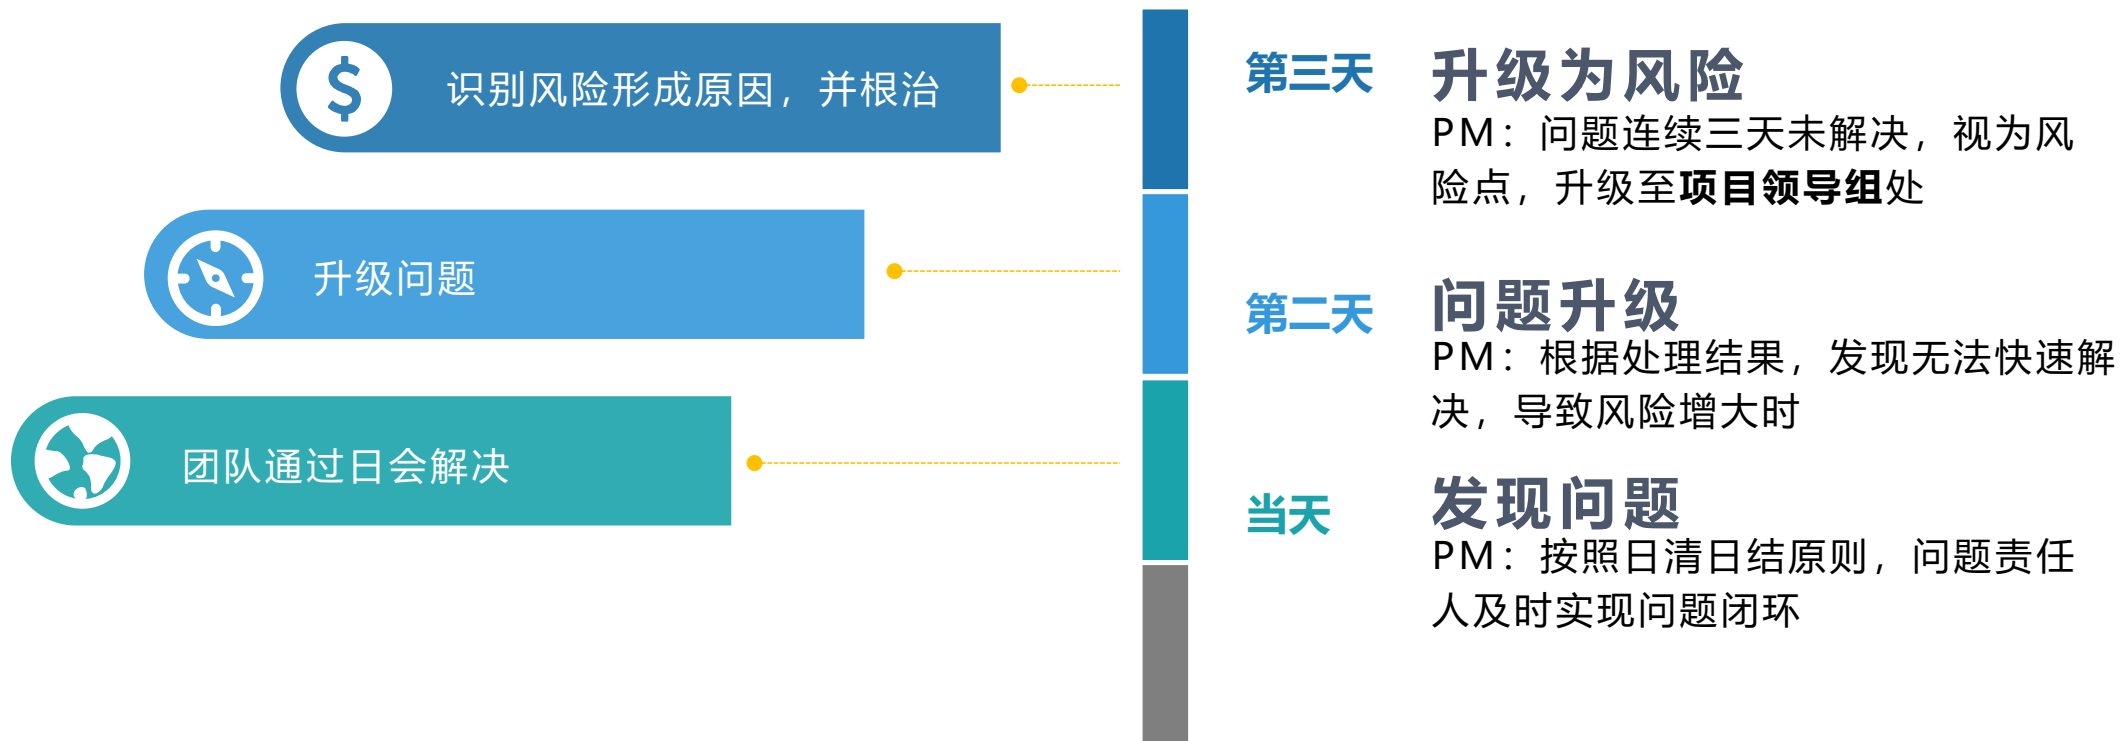 识别风险形成原因，并根治
第三天
升级为风险
PM：问题连续三天未解决，视为风
险点，升级至项目领导组处
升级问题
第二天
问题升级
PM：根据处理结果，发现无法快速解
决，导致风险增大时
团队通过日会解决
当天
发现问题
PM：按照日清日结原则，问题责任
人及时实现问题闭环